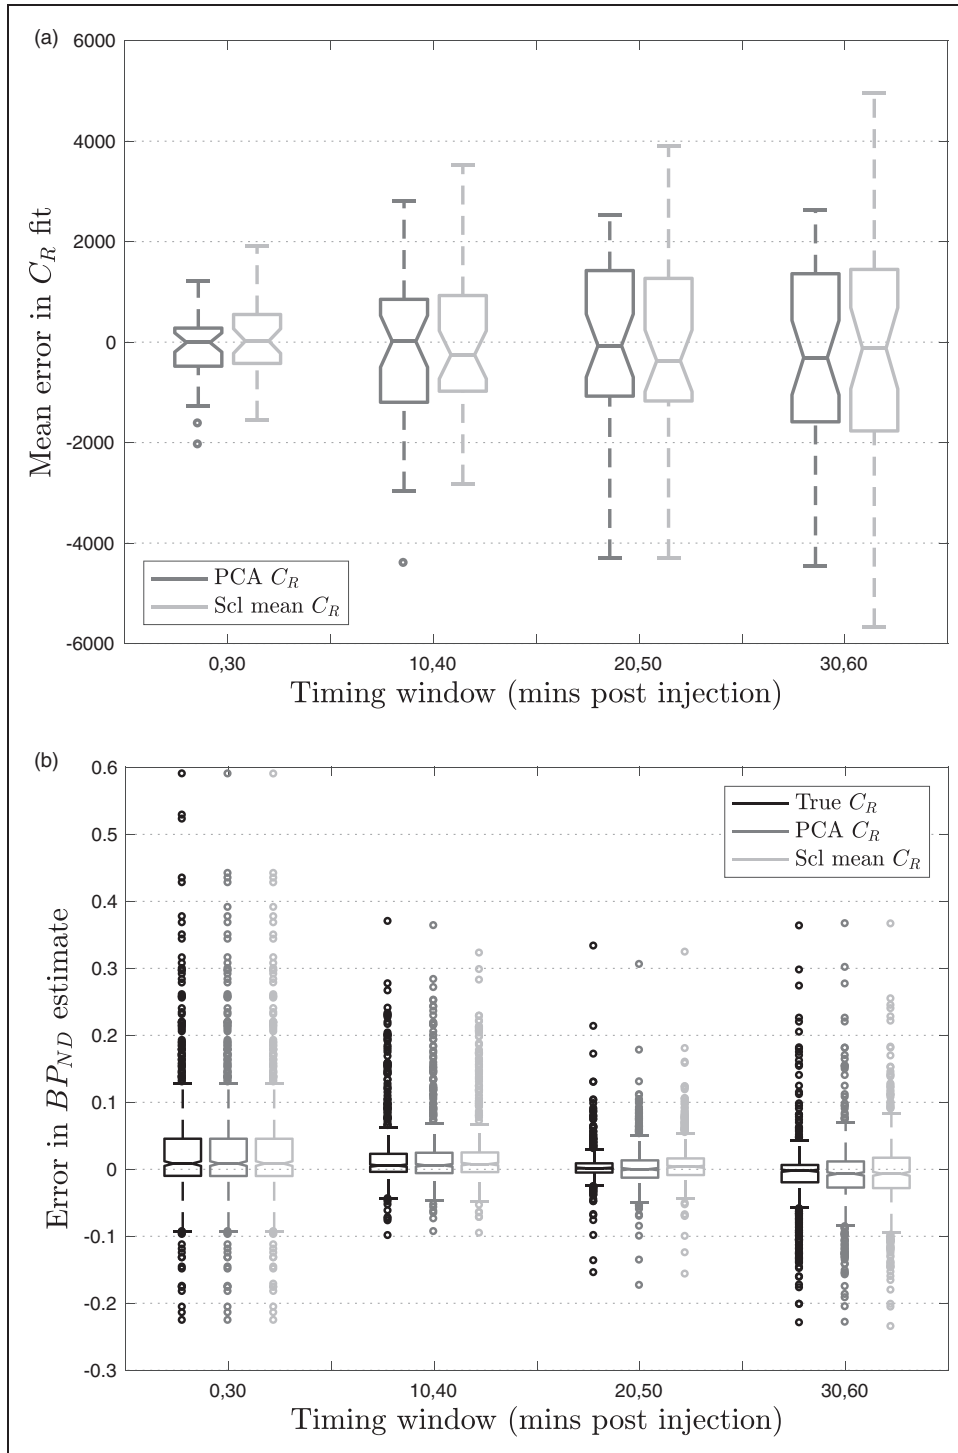 (a)
6000
4000
2000
0
-2000
-4000
-6000
Mean error in C_R fit
PCA C_R
Scl mean C_R
0,30 10,40 20,50 30,60
Timing window (mins post injection)
(b)
0.6
0.5
0.4
0.3
0.2
0.1
0
-0.1
-0.2
-0.3
Error in BP_ND estimate
True C_R
PCA C_R
Scl mean C_R
0,30 10,40 20,50 30,60
Timing window (mins post injection)